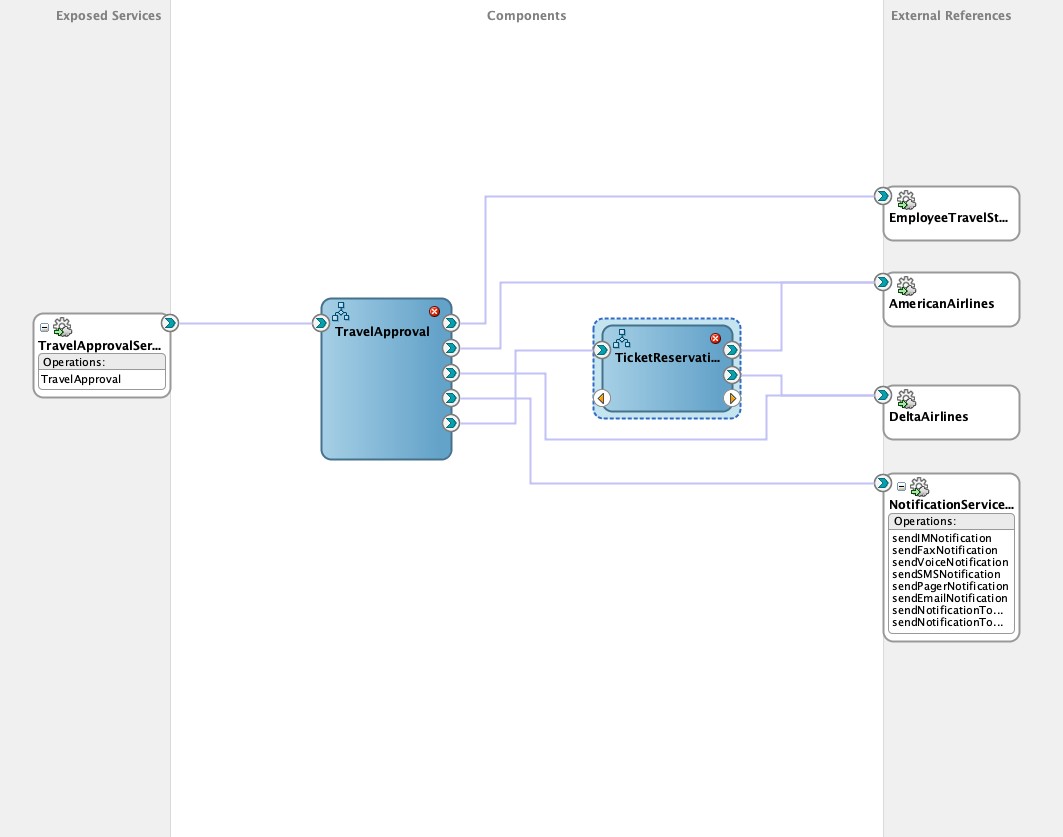 Exposed Services
Components
External References
TravelApprovalSer...
Operations:
TravelApproval
TravelApproval
TicketReservati...
EmployeeTravelSt...
AmericanAirlines
DeltaAirlines
NotificationService...
Operations:
sendIMNotification
sendFaxNotification
sendVoiceNotification
sendSMSNotification
sendPagerNotification
sendEmailNotification
sendNotificationTo...
sendNotificationTo...